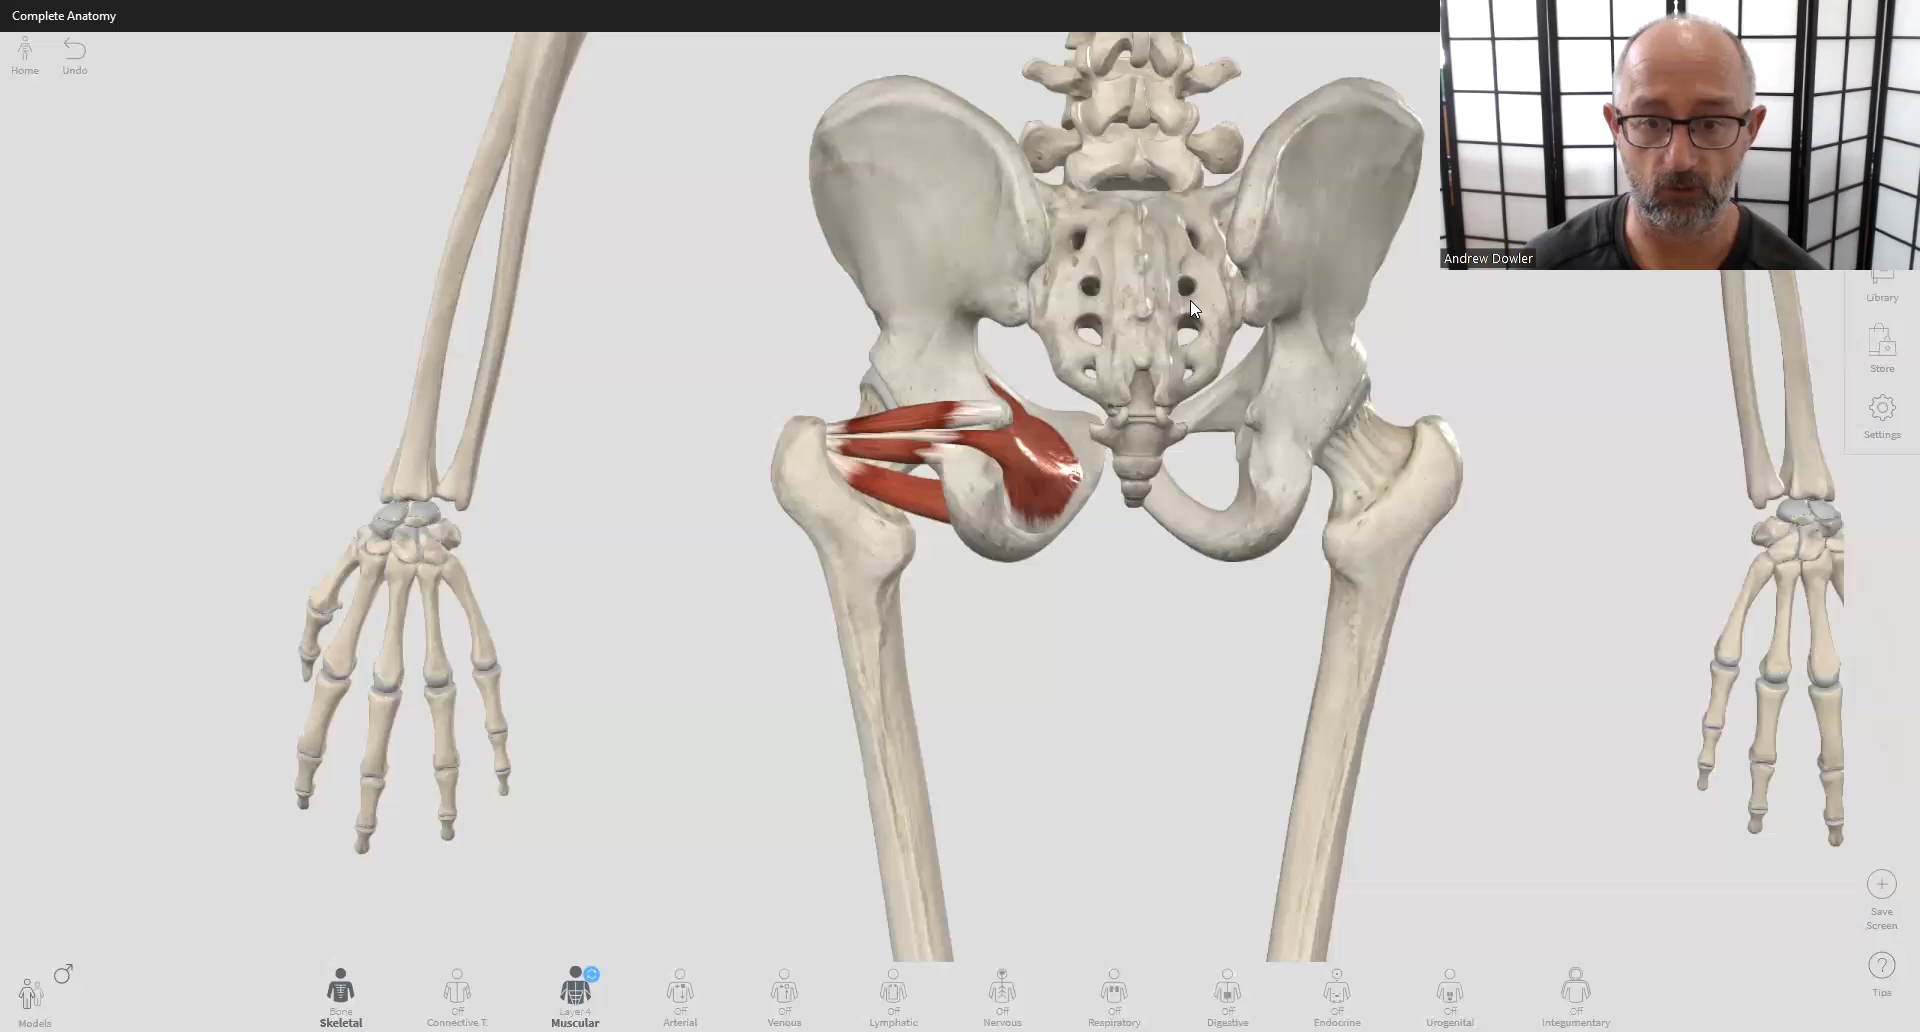 Complete Anatomy
Home
Undo
Andrew Dowler
Library
Store
Settings
Save
Screen
?
Tips
Models
Bone
Skeletal
Off
Connective T.
Layer 4
Muscular
Off
Arterial
Off
Venous
Off
Lymphatic
Off
Nervous
Off
Respiratory
Off
Digestive
Off
Endocrine
Off
Urogenital
Off
Integumentary